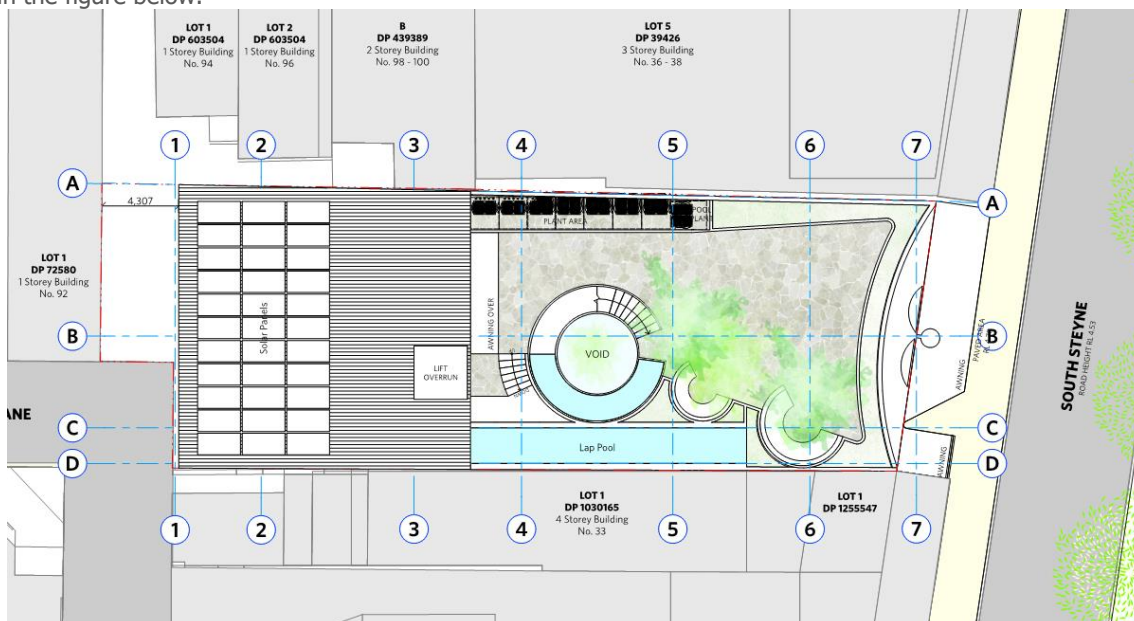 in the figure below:
LOT 1
DP 603504
1 Storey Building
No. 94
LOT 2
DP 603504
1 Storey Building
No. 96
B
DP 439389
2 Storey Building
No. 98 - 100
LOT 5
DP 39426
3 Storey Building
No. 36 - 38
1
2
3
4
5
6
7
A
A
4,307
PLANT AREA
POOL
PLANT
LOT 1
DP 72580
1 Storey Building
No. 92
Solar Panels
AWNING OVER
VOID
B
B
PAVED AREA
AWNING
SOUTH STEYNE
ROAD HEIGHT RL 4.53
LIFT
OVERRUN
ANE
C
C
Lap Pool
D
D
AWNING
LOT 1
DP 1030165
4 Storey Building
No. 33
LOT 1
DP 1255547
1
2
3
4
5
6
7